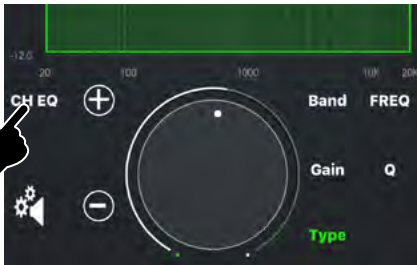 -12.0
20 100 1000 10K 20K
CH EQ
Band FREQ
Gain Q
Type